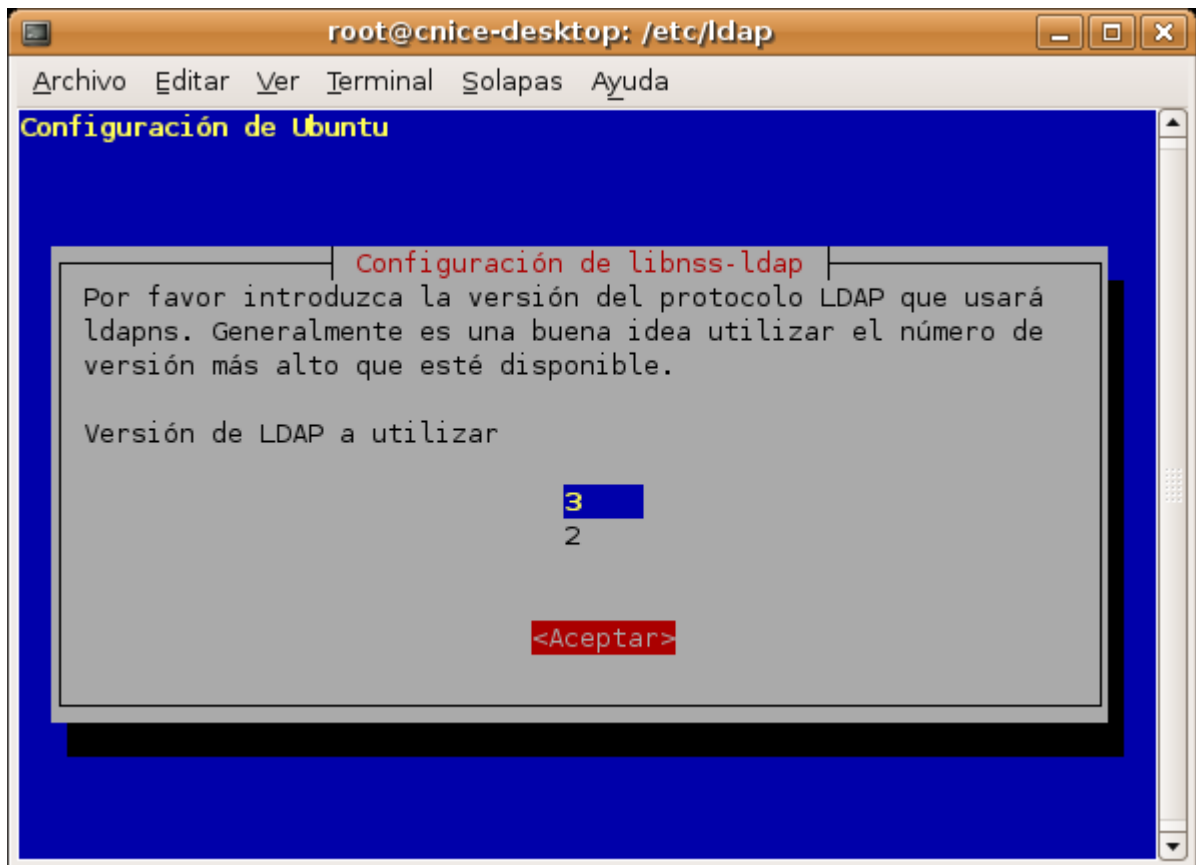 root@cnice-desktop: /etc/ldap
Archivo Editar Ver Terminal Solapas Ayuda
Configuración de Ubuntu
Configuración de libnss-ldap
Por favor introduzca la versión del protocolo LDAP que usará
ldapns. Generalmente es una buena idea utilizar el número de
versión más alto que esté disponible.
Versión de LDAP a utilizar
3
2
<Aceptar>